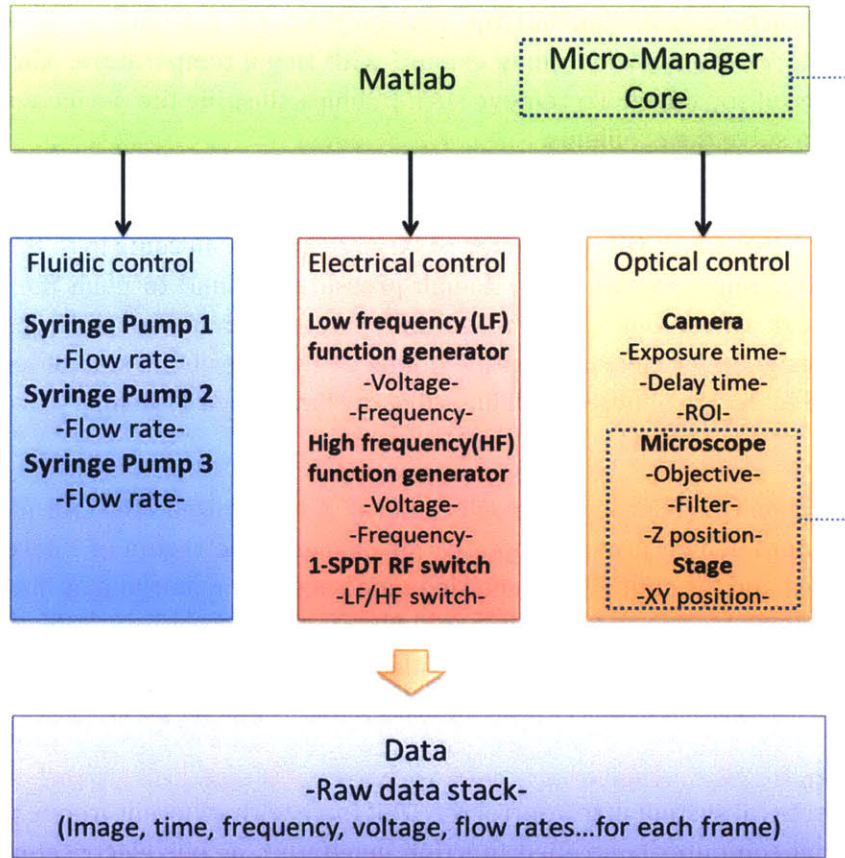 Matlab
Micro-Manager
Core
Fluidic control
Syringe Pump 1
-Flow rate-
Syringe Pump 2
-Flow rate-
Syringe Pump 3
-Flow rate-
Electrical control
Low frequency (LF)
function generator
-Voltage-
-Frequency-
High frequency(HF)
function generator
-Voltage-
-Frequency-
1-SPDT RF switch
-LF/HF switch-
Optical control
Camera
-Exposure time-
-Delay time-
-ROI-
Microscope
-Objective-
-Filter-
-Z position-
Stage
-XY position-
Data
-Raw data stack-
(Image, time, frequency, voltage, flow rates...for each frame)